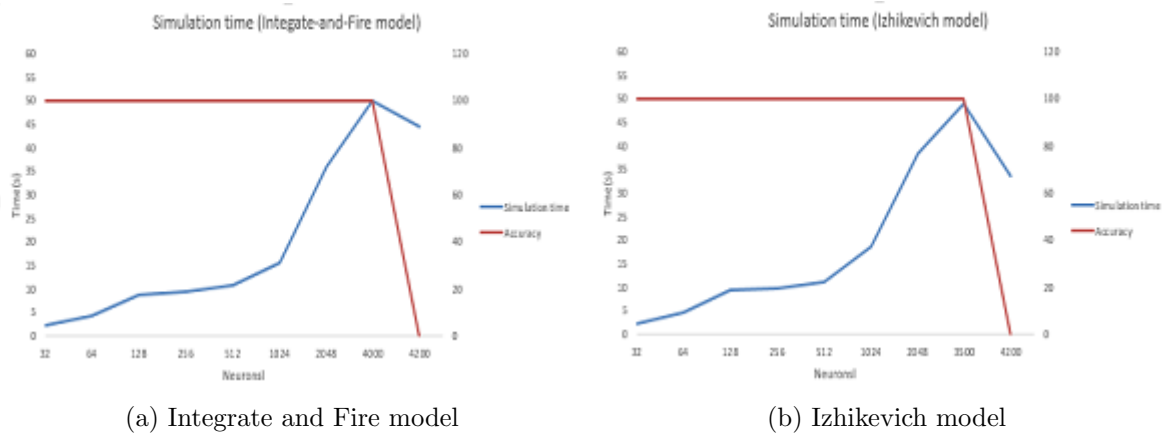 Simulation time (Integate-and-Fire model)
60
55
50
45
40
35
30
25
20
15
10
5
0
120
100
80
60
40
20
0
Time(s)
32 64 128 256 512 1024 2048 4000 4200
Neuronsl
Simulation time
Accuracy
(a) Integrate and Fire model
Simulation time (Izhikevich model)
60
55
50
45
40
35
30
25
20
15
10
5
0
120
100
80
60
40
20
0
Time(s)
32 64 128 256 512 1024 2048 3500 4200
Neuronsl
Simulation time
Accuracy
(b) Izhikevich model